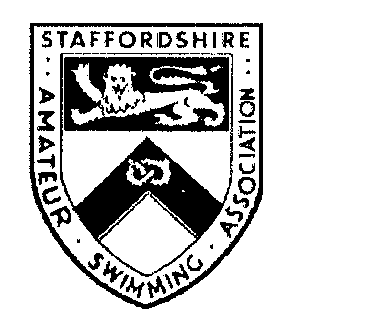 STAFFORDSHIRE
AMATEUR · SWIMMING · ASSOCIATION